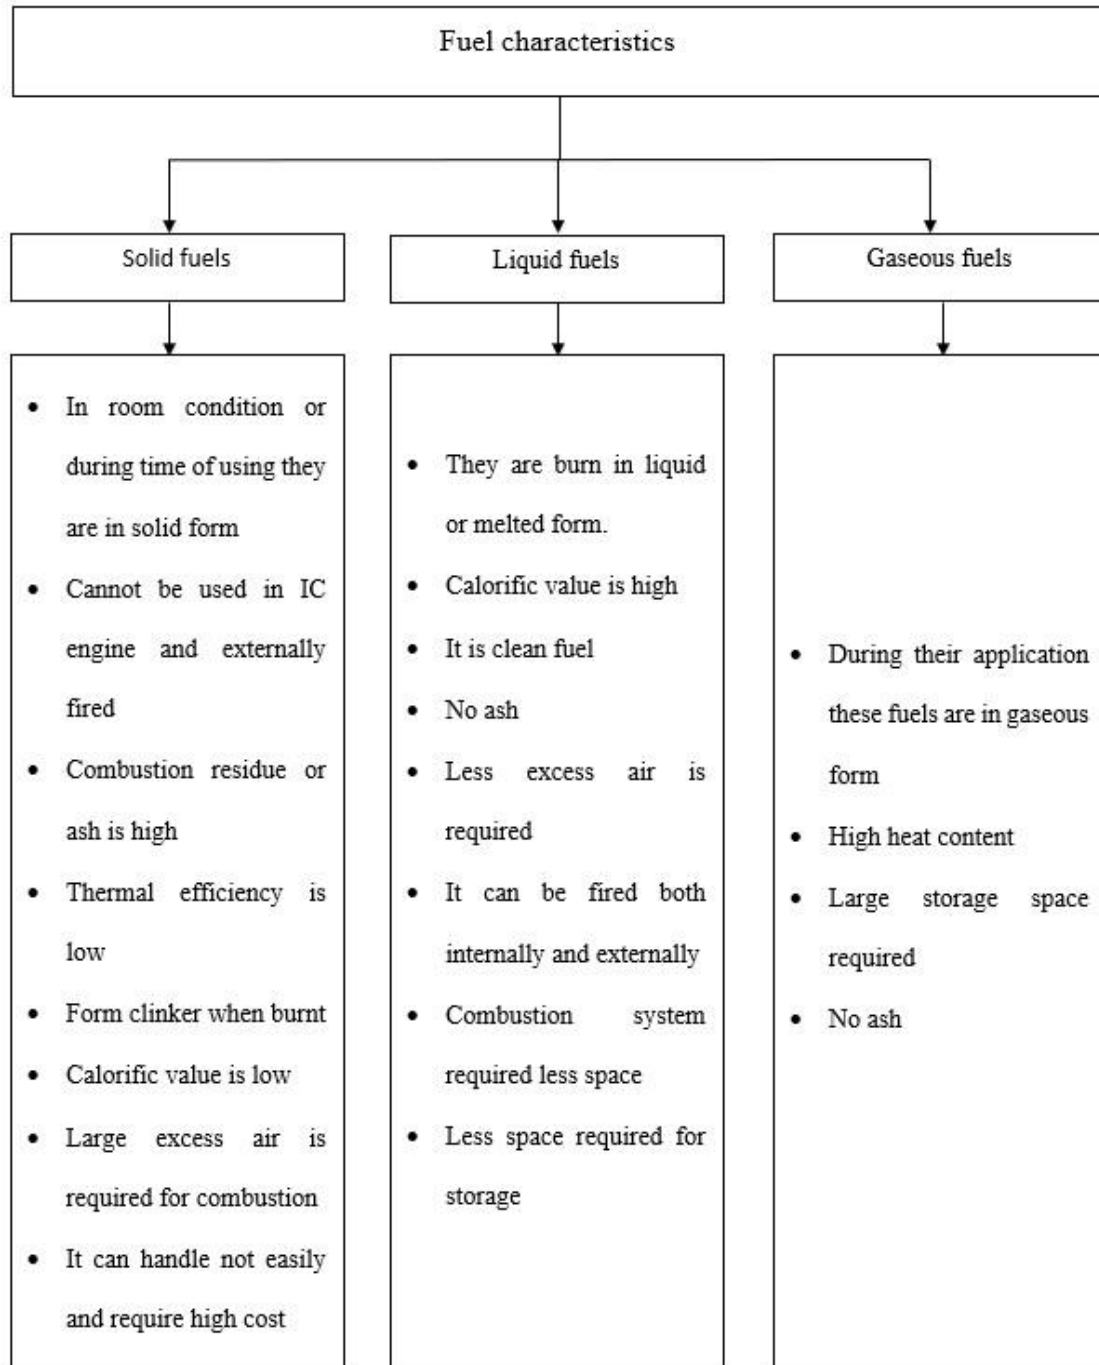 Fuel characteristics
Solid fuels
Liquid fuels
Gaseous fuels
• In room condition or
during time of using they
are in solid form
• Cannot be used in IC
engine and externally
fired
• Combustion residue or
ash is high
• Thermal efficiency is
low
• Form clinker when burnt
• Calorific value is low
• Large excess air is
required for combustion
• It can handle not easily
and require high cost
• They are burn in liquid
or melted form.
• Calorific value is high
• It is clean fuel
• No ash
• Less excess air is
required
• It can be fired both
internally and externally
• Combustion system
required less space
• Less space required for
storage
• During their application
these fuels are in gaseous
form
• High heat content
• Large storage space
required
• No ash